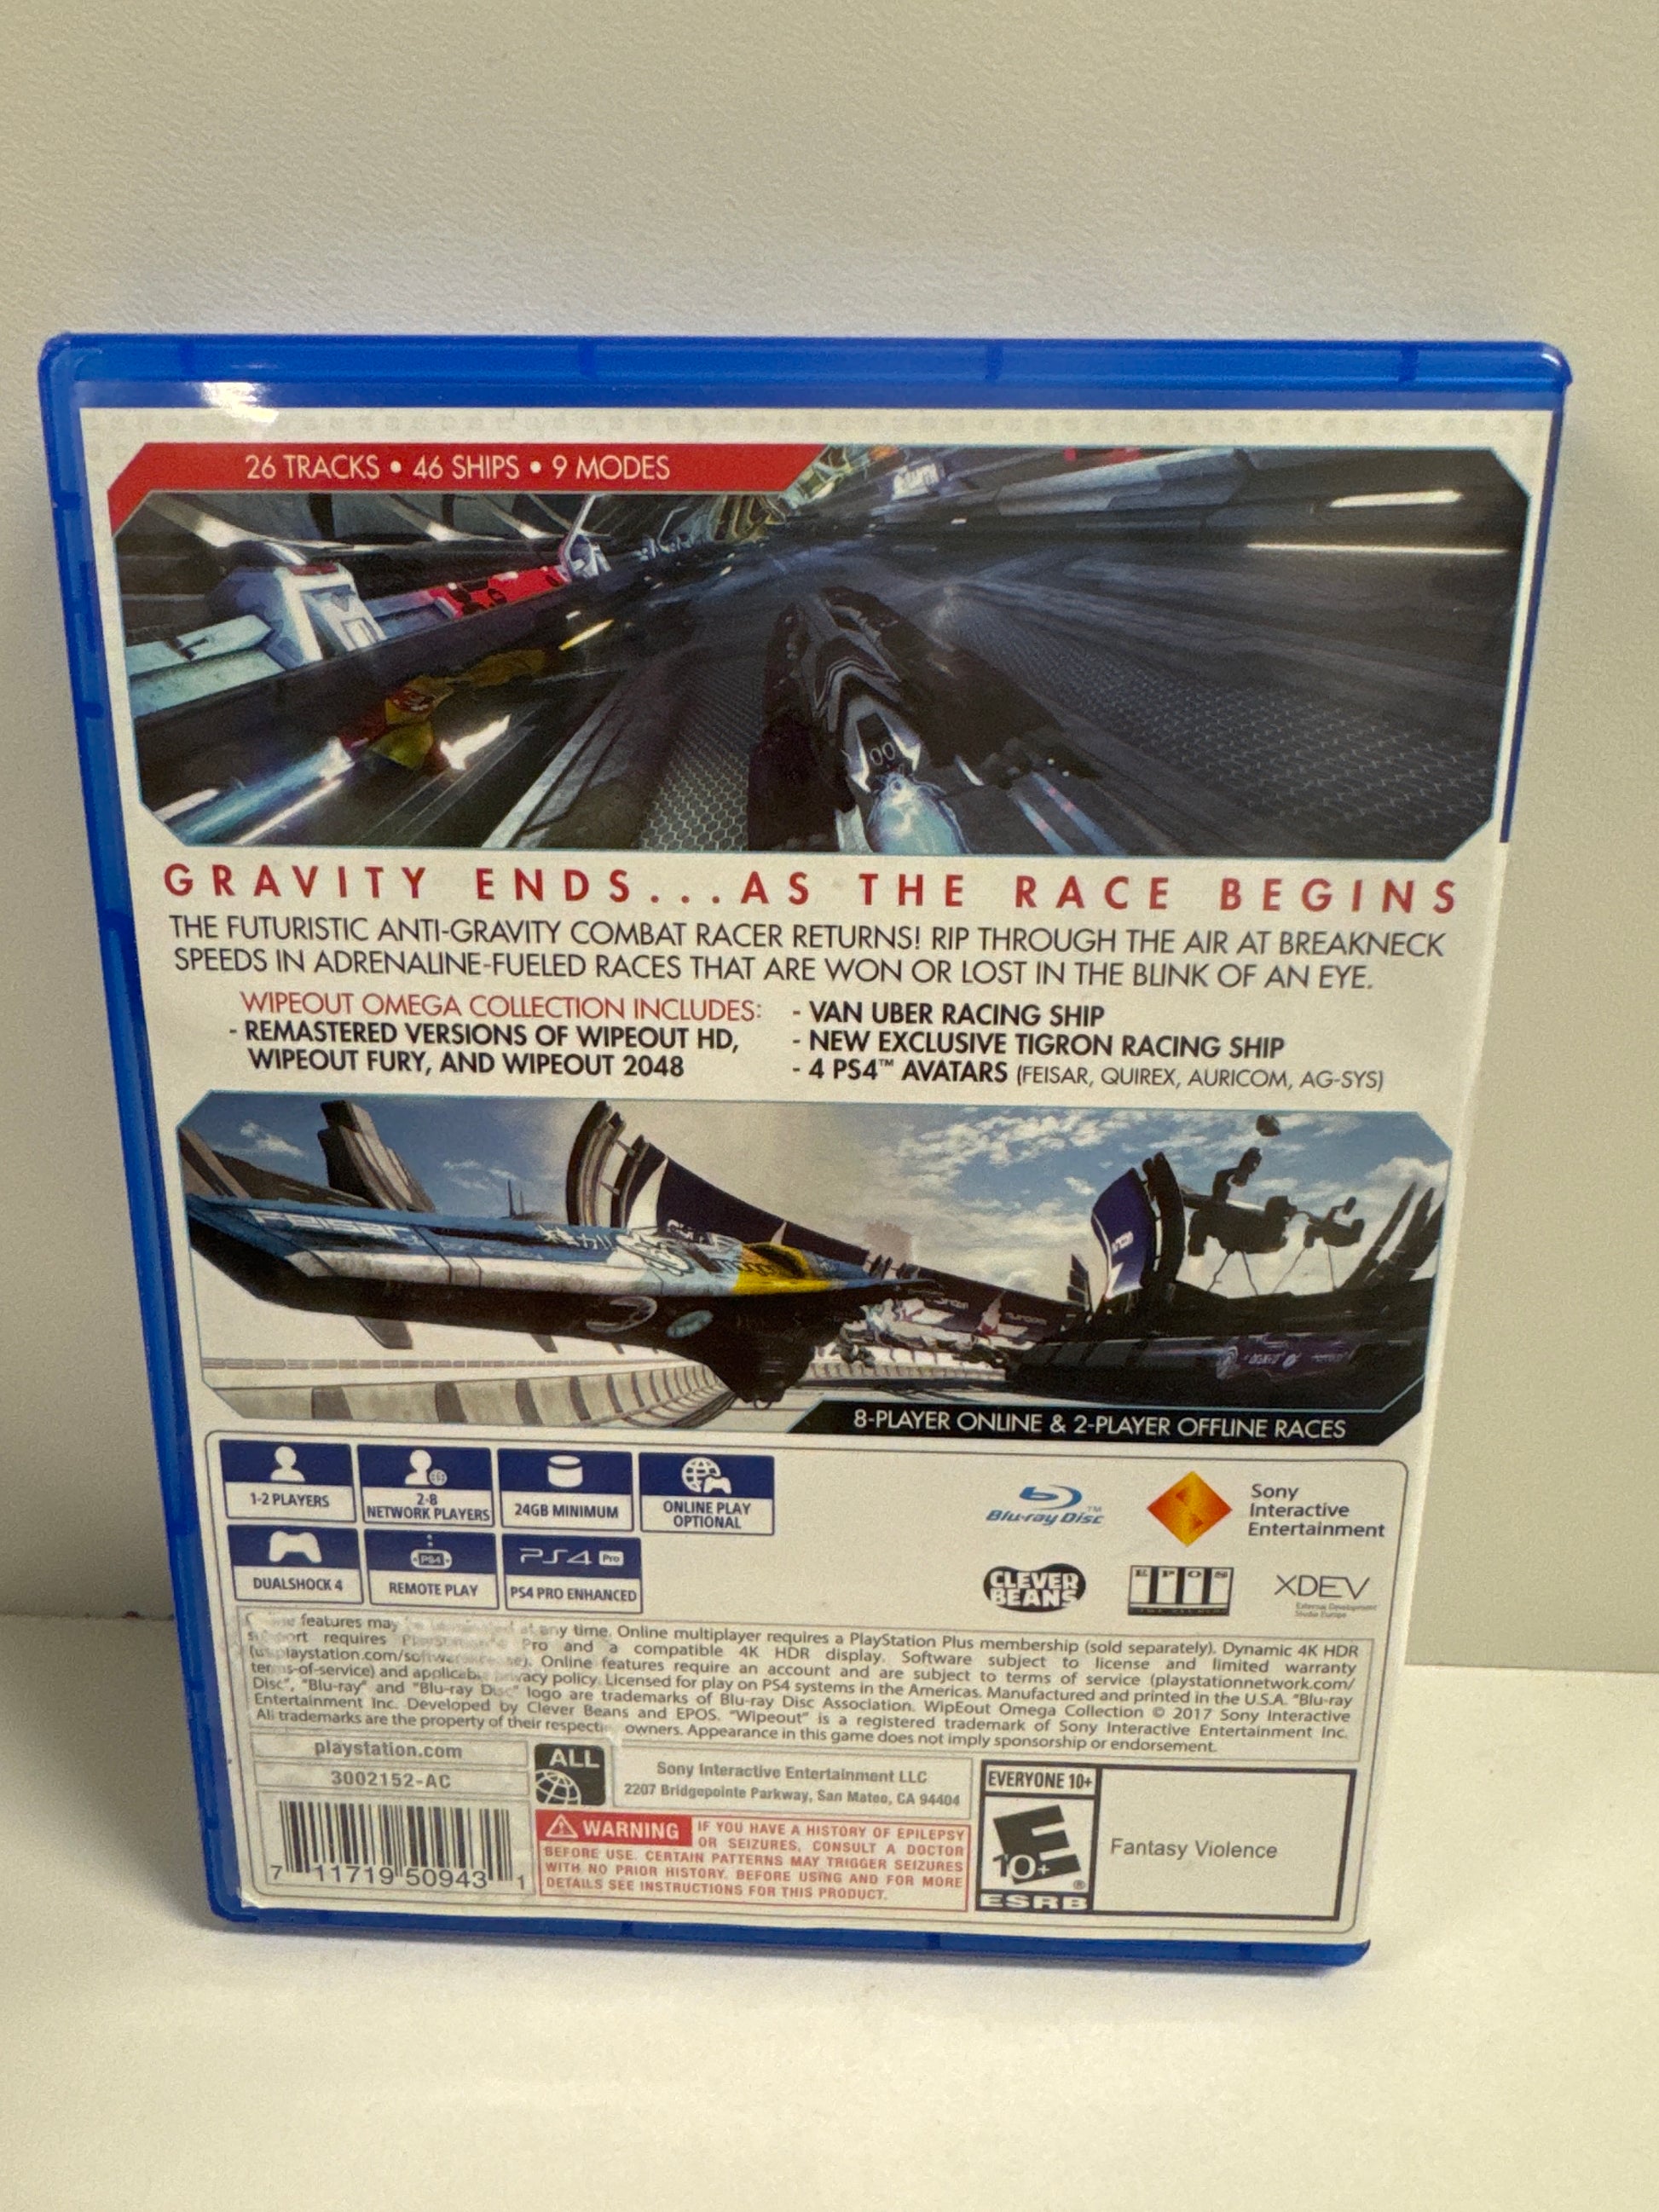 26 TRACKS • 46 SHIPS • 9 MODES
00
GRAVITY ENDS...AS THE RACE BEGINS
THE FUTURISTIC ANTI-GRAVITY COMBAT RACER RETURNS! RIP THROUGH THE AIR AT BREAKNECK
SPEEDS IN ADRENALINE-FUELED RACES THAT ARE WON OR LOST IN THE BLINK OF AN EYE.
WIPEOUT OMEGA COLLECTION INCLUDES:
- REMASTERED VERSIONS OF WIPEOUT HD,
WIPEOUT FURY, AND WIPEOUT 2048
- VAN UBER RACING SHIP
- NEW EXCLUSIVE TIGRON RACING SHIP
- 4 PS4™ AVATARS (FEISAR, QUIREX, AURICOM, AG-SYS)
FEISAR
8-PLAYER ONLINE & 2-PLAYER OFFLINE RACES
1-2 PLAYERS
2-8
NETWORK PLAYERS
24GB MINIMUM
ONLINE PLAY
OPTIONAL
DUALSHOCK 4
PS4
REMOTE PLAY
PS4 Pro
PS4 PRO ENHANCED
Blu-ray Disc™
Sony
Interactive
Entertainment
CLEVER
BEANS
EPOS
XDEV
External Development
Studio Europe
features may at any time. Online multiplayer requires a PlayStation Plus membership (sold separately). Dynamic 4K HDR
requires Pro and a compatible 4K HDR display. Software subject to license and limited warranty
Online features require an account and are subject to terms of service (playstationnetwork.com/
terms-of-service) and privacy policy. Licensed for play on PS4 systems in the Americas. Manufactured and printed in the U.S.A. "Blu-ray
Disc", "Blu-ray" and "Blu-ray Disc" logo are trademarks of Blu-ray Disc Association. WipEout Omega Collection © 2017 Sony Interactive
Entertainment Inc. Developed by Clever Beans and EPOS. "Wipeout" is a registered trademark of Sony Interactive Entertainment Inc.
All trademarks are the property of their respective owners. Appearance in this game does not imply sponsorship or endorsement.
playstation.com
3002152-AC
7 11719 50943 1
ALL
Sony Interactive Entertainment LLC
2207 Bridgepointe Parkway, San Mateo, CA 94404
WARNING IF YOU HAVE A HISTORY OF EPILEPSY
OR SEIZURES, CONSULT A DOCTOR
BEFORE USE. CERTAIN PATTERNS MAY TRIGGER SEIZURES
WITH NO PRIOR HISTORY. BEFORE USING AND FOR MORE
DETAILS SEE INSTRUCTIONS FOR THIS PRODUCT.
EVERYONE 10+
E
10+
®
ESRB
Fantasy Violence